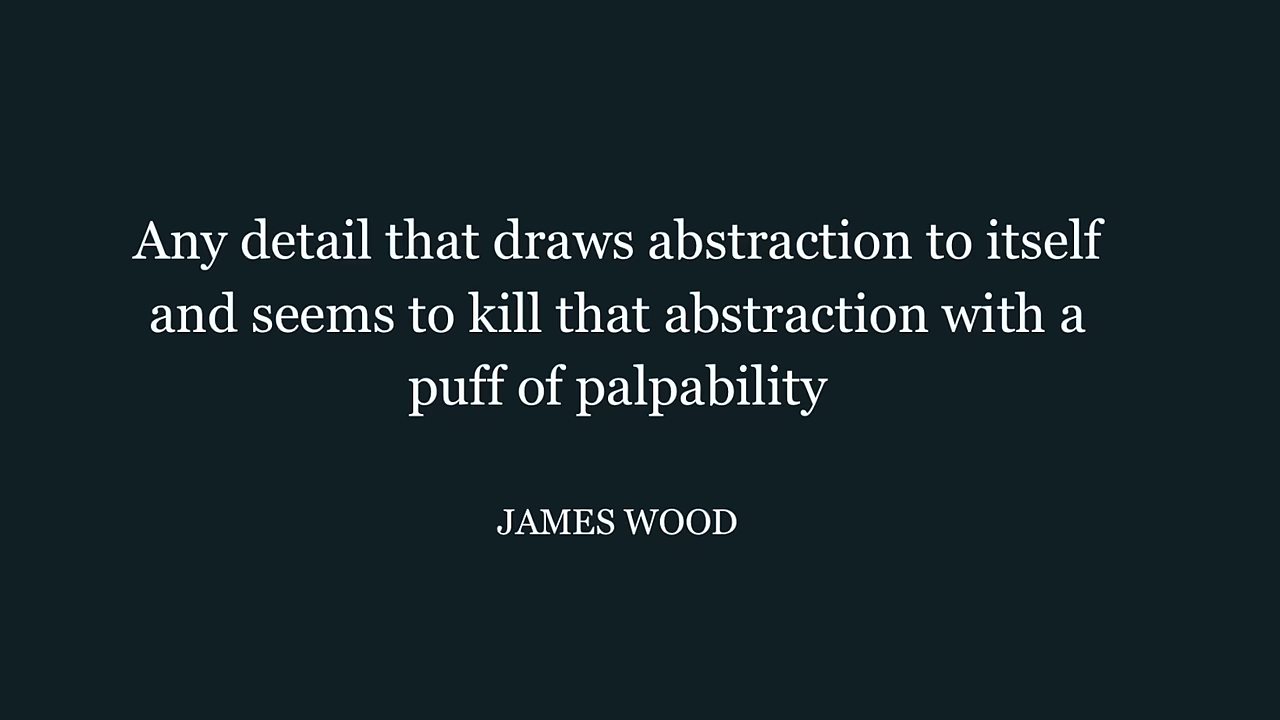 Any detail that draws abstraction to itself
and seems to kill that abstraction with a
puff of palpability
JAMES WOOD